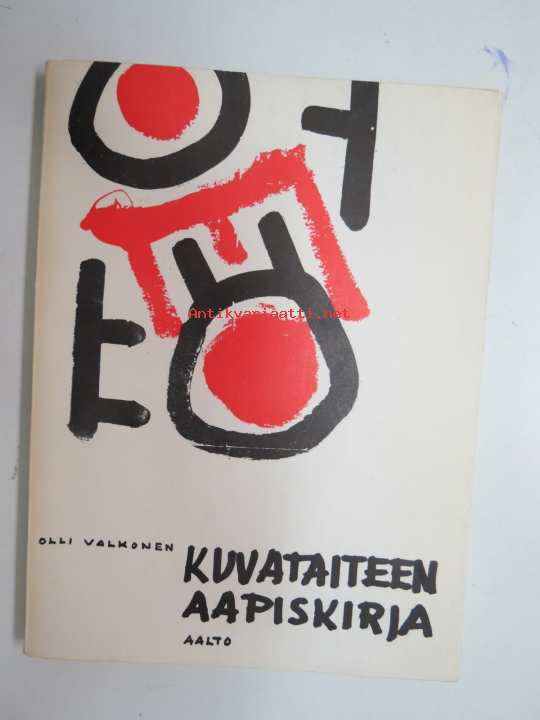 Antikvariaatti.net
OLLI VALKONEN
KUVATAITEEN
AAPISKIRJA
AALTO